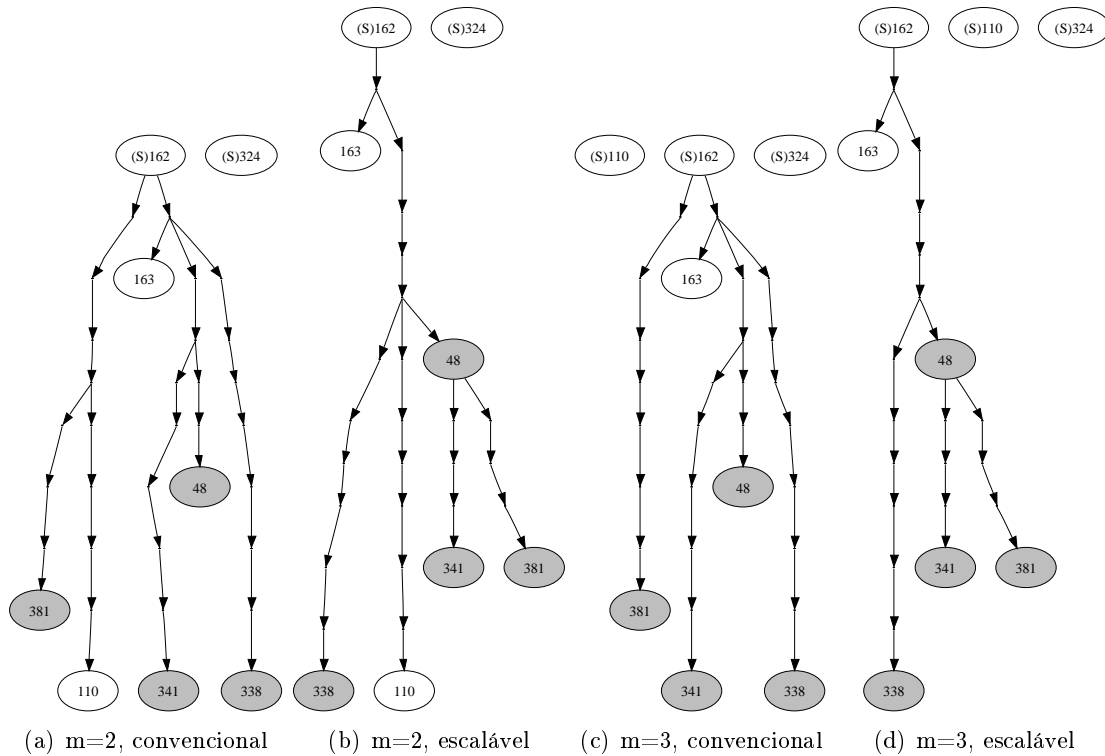 (S)162 (S)324 (S)162 (S)110 (S)324
(S)162 (S)324 163 (S)110 (S)162 (S)324 163
163 163
48 48
48 48
341 381 341 381
381 381
110 341 338 338 110 341 338 338
(a) m=2, convencional (b) m=2, escalável (c) m=3, convencional (d) m=3, escalável